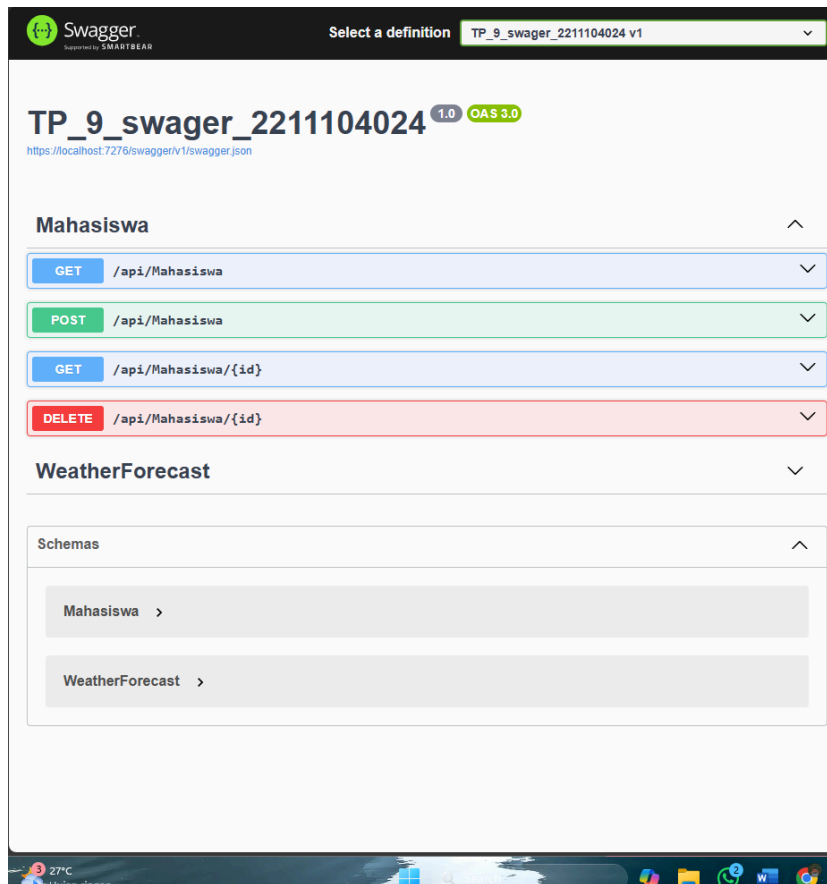 Swagger.
Supported by SMARTBEAR
Select a definition
TP_9_swager_2211104024 v1
TP_9_swager_2211104024 1.0 OAS 3.0
https://localhost:7276/swagger/v1/swagger.json
Mahasiswa
GET /api/Mahasiswa
POST /api/Mahasiswa
GET /api/Mahasiswa/{id}
DELETE /api/Mahasiswa/{id}
WeatherForecast
Schemas
Mahasiswa
WeatherForecast
3 27°C
2
W